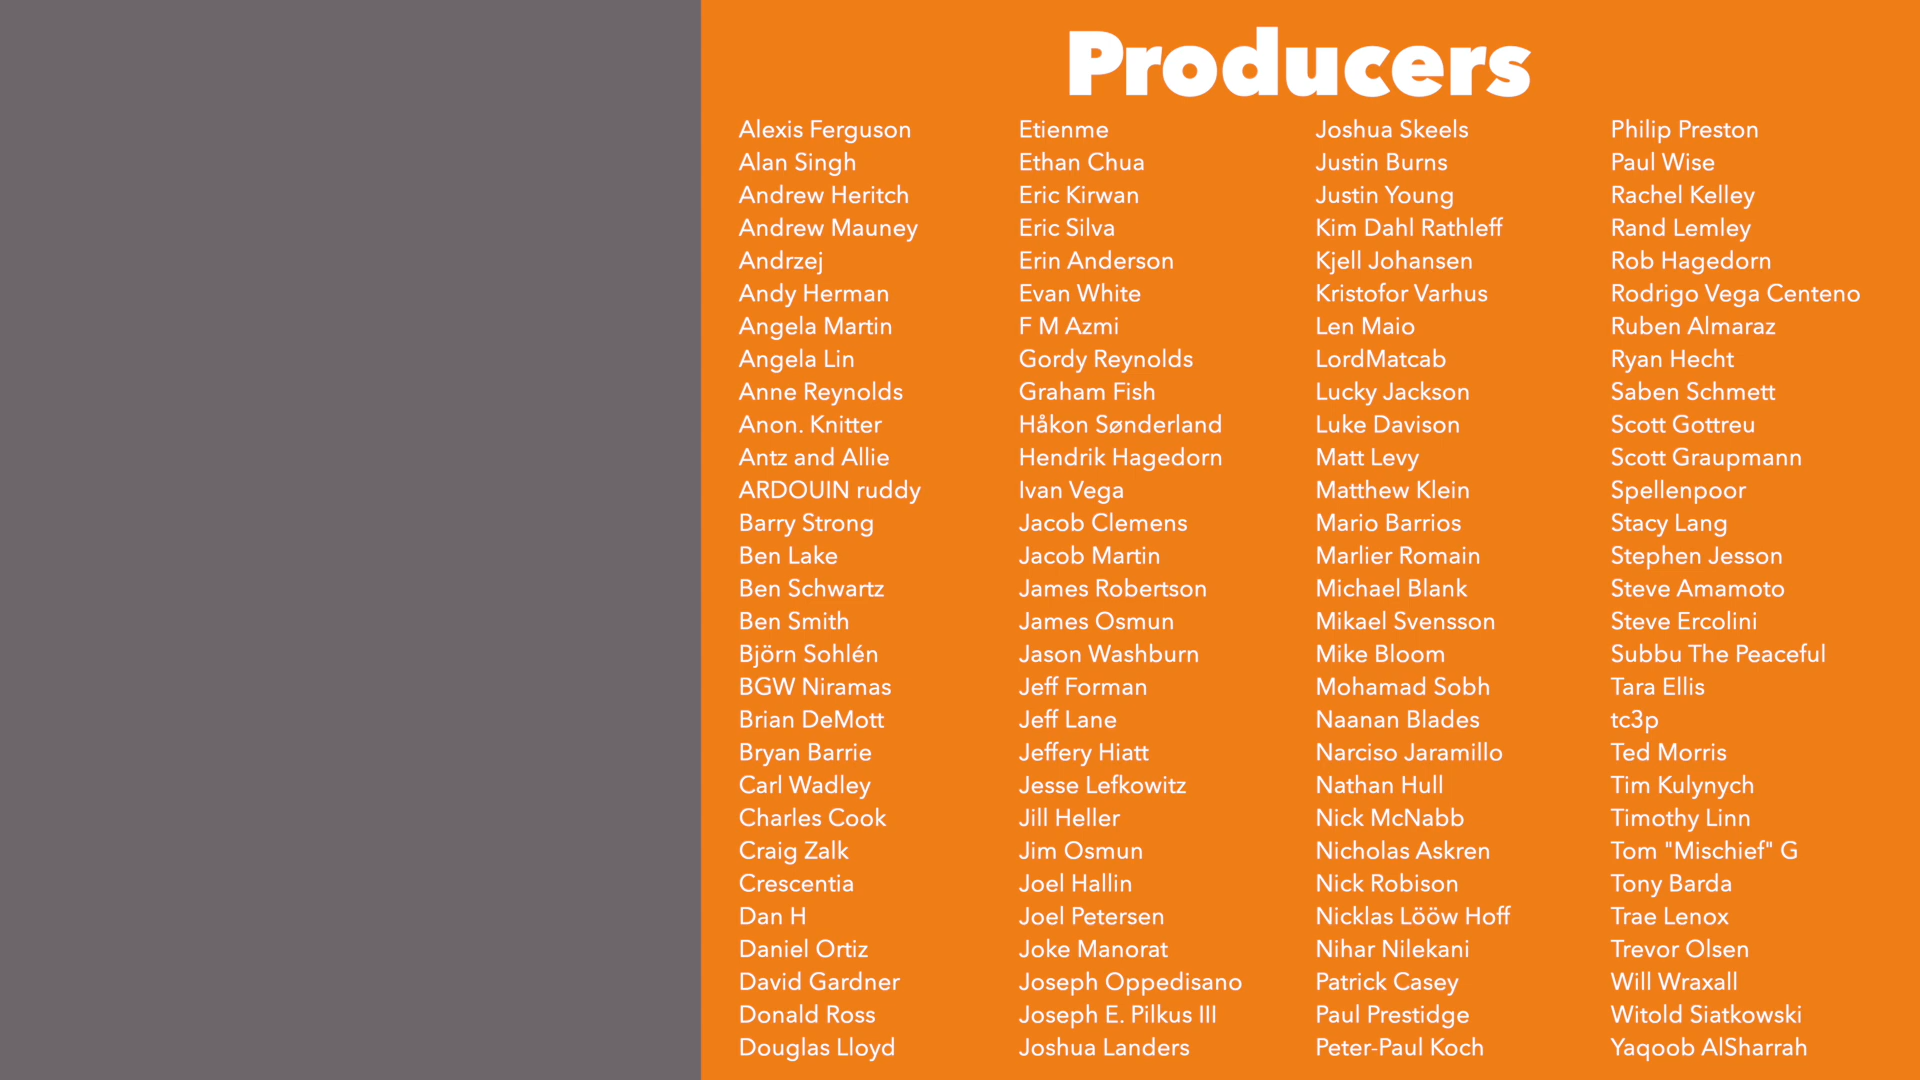 Producers
Alexis Ferguson
Alan Singh
Andrew Heritch
Andrew Mauney
Andrzej
Andy Herman
Angela Martin
Angela Lin
Anne Reynolds
Anon. Knitter
Antz and Allie
ARDOUIN ruddy
Barry Strong
Ben Lake
Ben Schwartz
Ben Smith
Björn Sohlén
BGW Niramas
Brian DeMott
Bryan Barrie
Carl Wadley
Charles Cook
Craig Zalk
Crescentia
Dan H
Daniel Ortiz
David Gardner
Donald Ross
Douglas Lloyd
Etienme
Ethan Chua
Eric Kirwan
Eric Silva
Erin Anderson
Evan White
F M Azmi
Gordy Reynolds
Graham Fish
Håkon Sønderland
Hendrik Hagedorn
Ivan Vega
Jacob Clemens
Jacob Martin
James Robertson
James Osmun
Jason Washburn
Jeff Forman
Jeff Lane
Jeffery Hiatt
Jesse Lefkowitz
Jill Heller
Jim Osmun
Joel Hallin
Joel Petersen
Joke Manorat
Joseph Oppedisano
Joseph E. Pilkus III
Joshua Landers
Joshua Skeels
Justin Burns
Justin Young
Kim Dahl Rathleff
Kjell Johansen
Kristofor Varhus
Len Maio
LordMatcab
Lucky Jackson
Luke Davison
Matt Levy
Matthew Klein
Mario Barrios
Marlier Romain
Michael Blank
Mikael Svensson
Mike Bloom
Mohamad Sobh
Naanan Blades
Narciso Jaramillo
Nathan Hull
Nick McNabb
Nicholas Askren
Nick Robison
Nicklas Lööw Hoff
Nihar Nilekani
Patrick Casey
Paul Prestidge
Peter-Paul Koch
Philip Preston
Paul Wise
Rachel Kelley
Rand Lemley
Rob Hagedorn
Rodrigo Vega Centeno
Ruben Almaraz
Ryan Hecht
Saben Schmett
Scott Gottreu
Scott Graupmann
Spellenpoor
Stacy Lang
Stephen Jesson
Steve Amamoto
Steve Ercolini
Subbu The Peaceful
Tara Ellis
tc3p
Ted Morris
Tim Kulynych
Timothy Linn
Tom "Mischief" G
Tony Barda
Trae Lenox
Trevor Olsen
Will Wraxall
Witold Siatkowski
Yaqoob AlSharrah